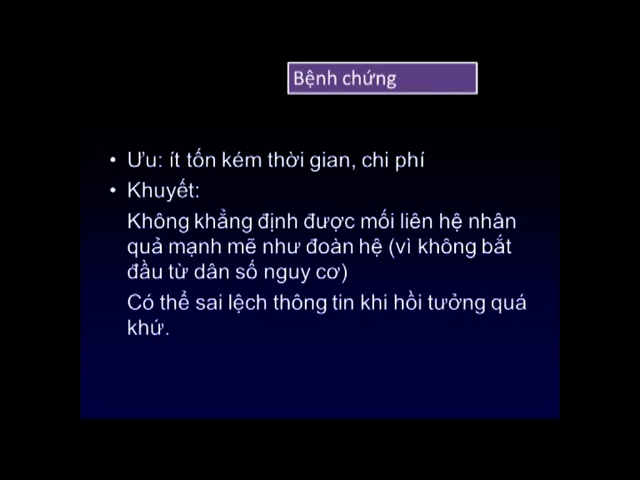 Bệnh chứng
• Ưu: ít tốn kém thời gian, chi phí
• Khuyết:
Không khẳng định được mối liên hệ nhân
quả mạnh mẽ như đoàn hệ (vì không bắt
đầu từ dân số nguy cơ)
Có thể sai lệch thông tin khi hồi tưởng quá
khứ.